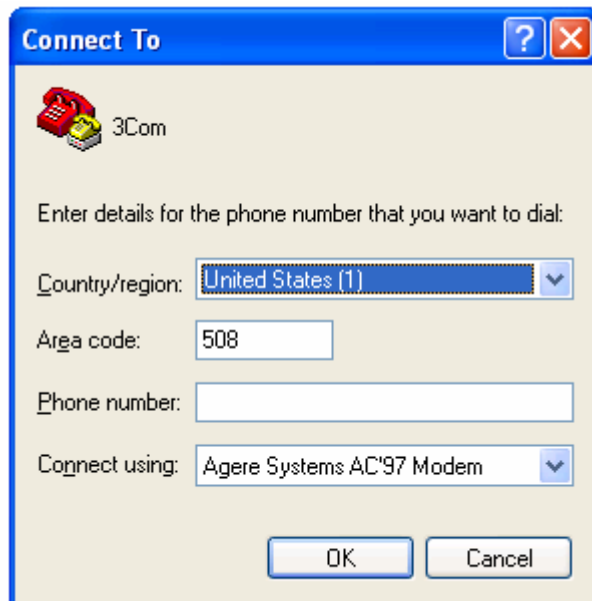 Connect To
3Com
Enter details for the phone number that you want to dial:
Country/region: United States (1)
Area code: 508
Phone number:
Connect using: Agere Systems AC'97 Modem
OK Cancel